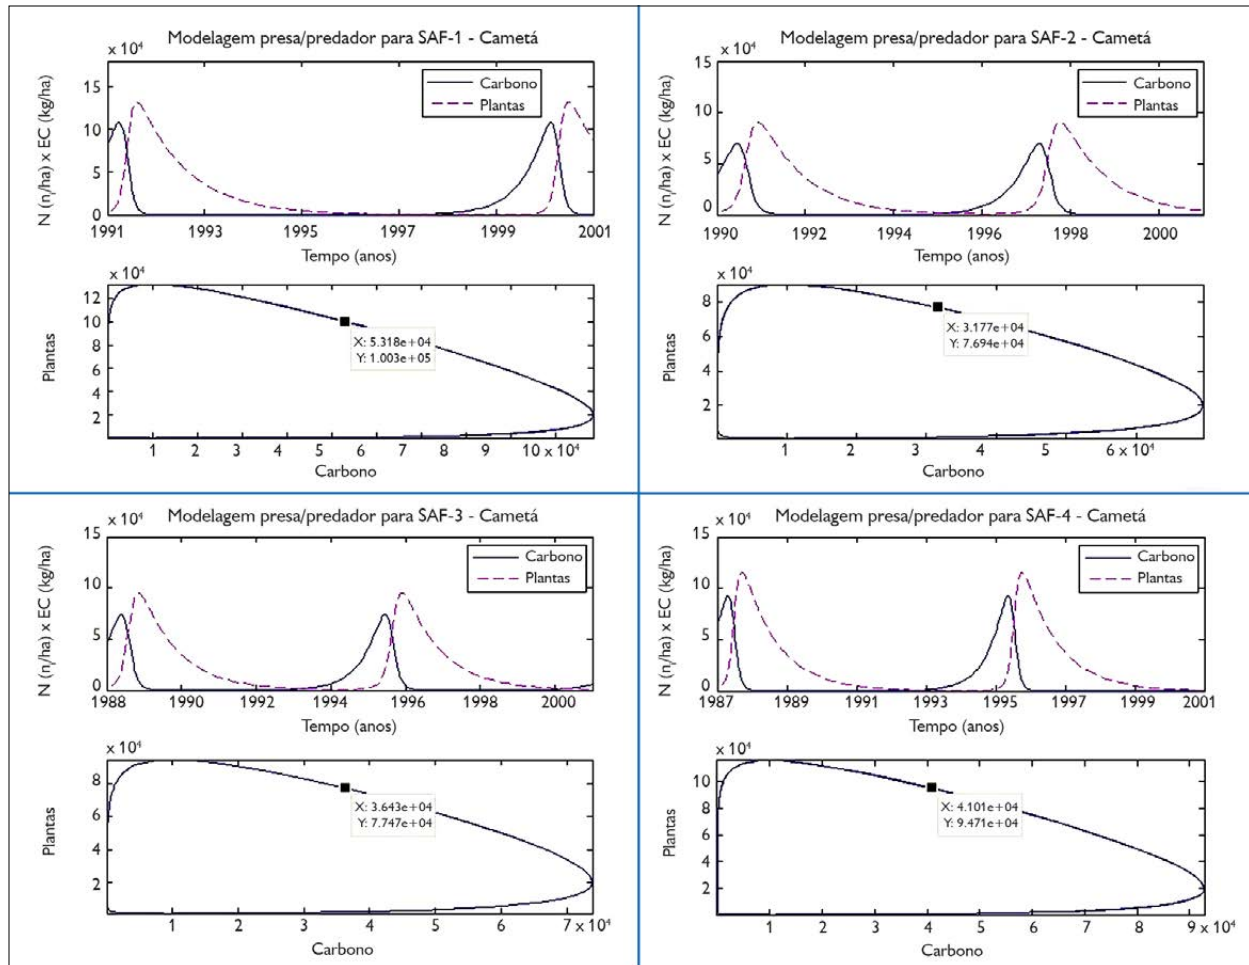 Modelagem presa/predador para SAF-1 - Cametá
x 10⁴
15
10
5
0
N (nᵢ/ha) x EC (kg/ha)
Carbono
Plantas
1991 1993 1995 1997 1999 2001
Tempo (anos)
x 10⁴
12
10
8
6
4
2
Plantas
X: 5.318e+04
Y: 1.003e+05
1 2 3 4 5 6 7 8 9 10 x 10⁴
Carbono
Modelagem presa/predador para SAF-2 - Cametá
x 10⁴
15
10
5
0
N (nᵢ/ha) x EC (kg/ha)
Carbono
Plantas
1990 1992 1994 1996 1998 2000
Tempo (anos)
x 10⁴
8
6
4
2
Plantas
X: 3.177e+04
Y: 7.694e+04
1 2 3 4 5 6 x 10⁴
Carbono
Modelagem presa/predador para SAF-3 - Cametá
x 10⁴
15
10
5
0
N (nᵢ/ha) x EC (kg/ha)
Carbono
Plantas
1988 1990 1992 1994 1996 1998 2000
Tempo (anos)
x 10⁴
8
6
4
2
Plantas
X: 3.643e+04
Y: 7.747e+04
1 2 3 4 5 6 7 x 10⁴
Carbono
Modelagem presa/predador para SAF-4 - Cametá
x 10⁴
15
10
5
0
N (nᵢ/ha) x EC (kg/ha)
Carbono
Plantas
1987 1989 1991 1993 1995 1997 1999 2001
Tempo (anos)
x 10⁴
10
8
6
4
2
Plantas
X: 4.101e+04
Y: 9.471e+04
1 2 3 4 5 6 7 8 9 x 10⁴
Carbono